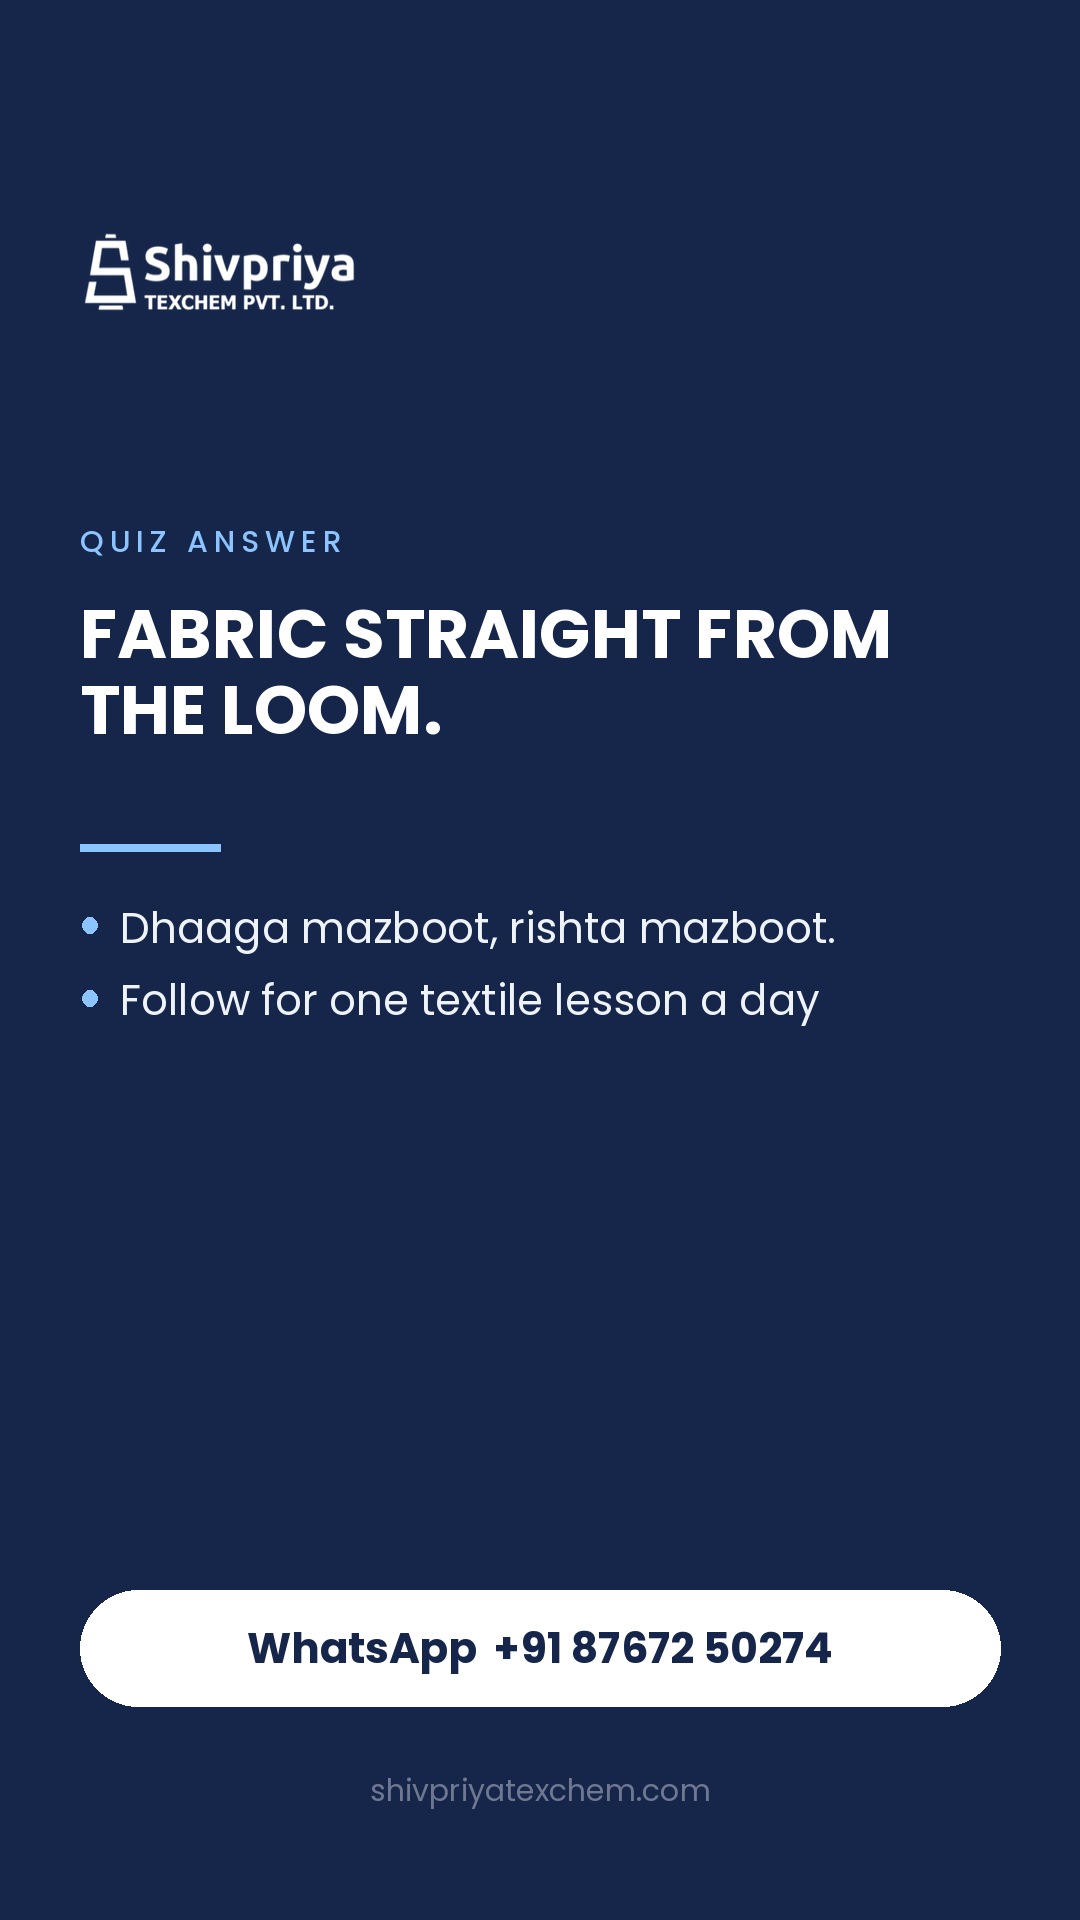 Shivpriya
TEXCHEM PVT. LTD.
QUIZ ANSWER
FABRIC STRAIGHT FROM
THE LOOM.
Dhaaga mazboot, rishta mazboot.
Follow for one textile lesson a day
WhatsApp +91 87672 50274
shivpriyatexchem.com